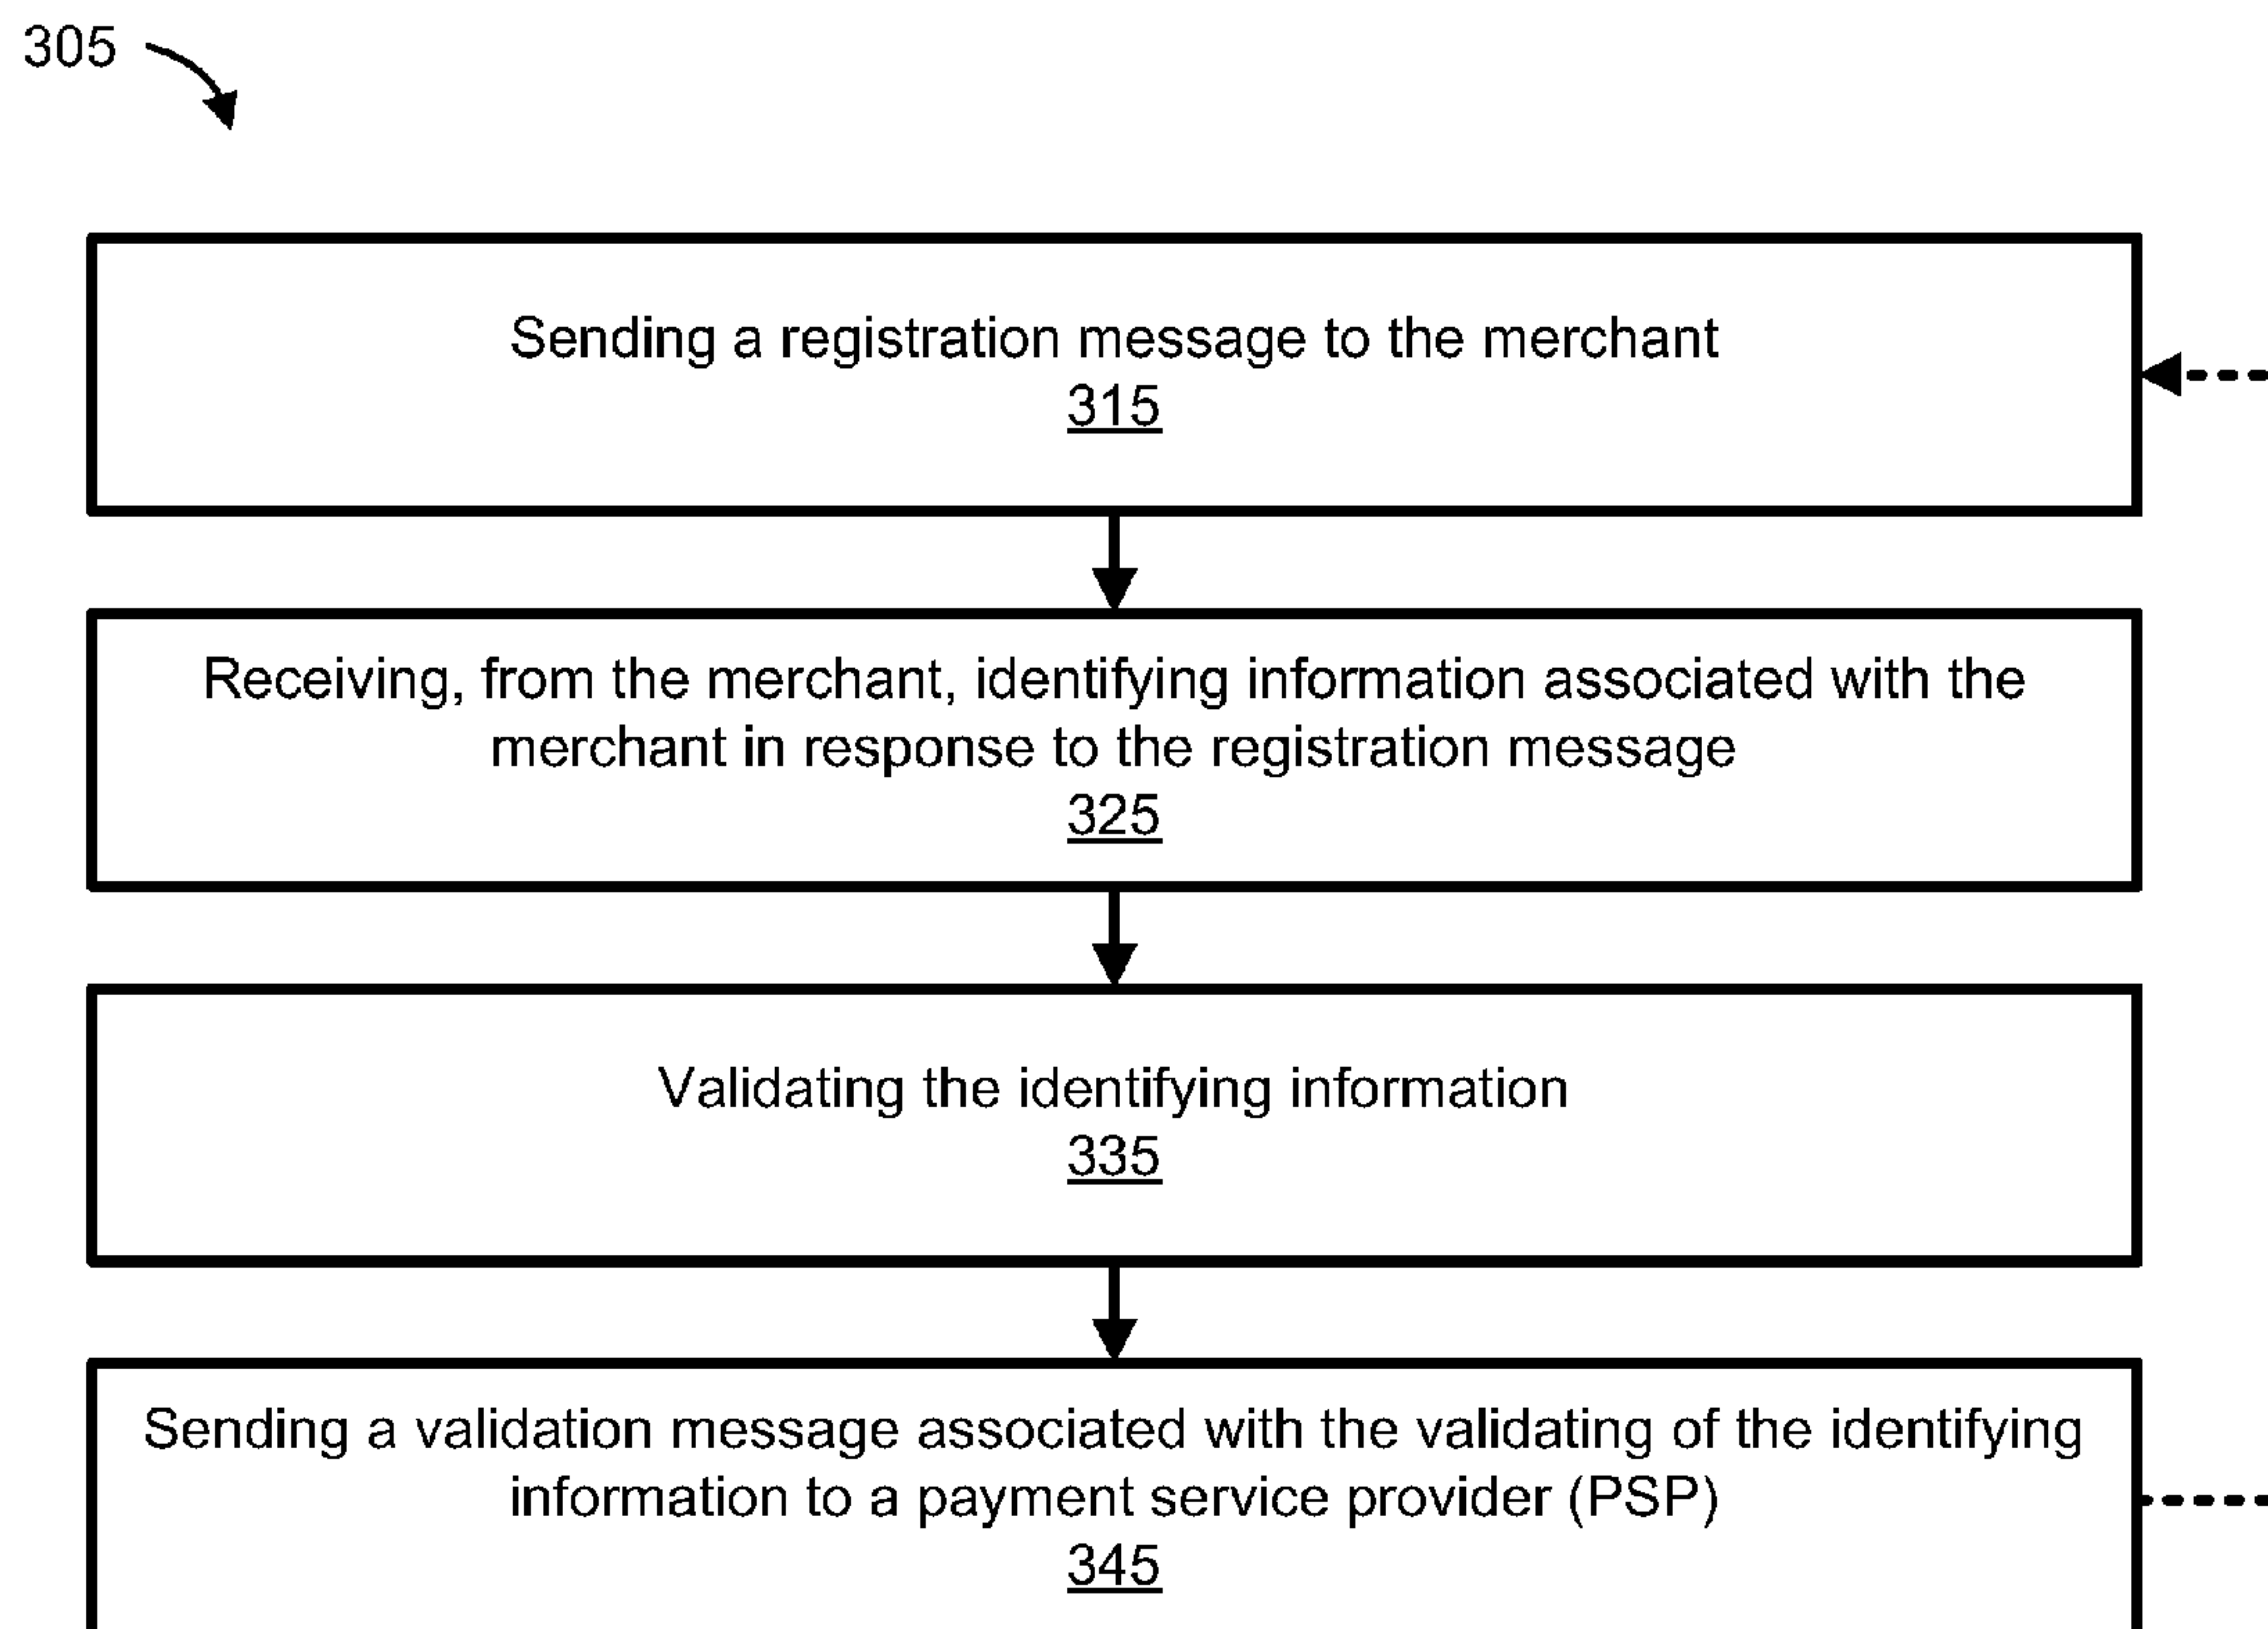 305
Sending a registration message to the merchant
315
Receiving, from the merchant, identifying information associated with the
merchant in response to the registration message
325
Validating the identifying information
335
Sending a validation message associated with the validating of the identifying
information to a payment service provider (PSP)
345